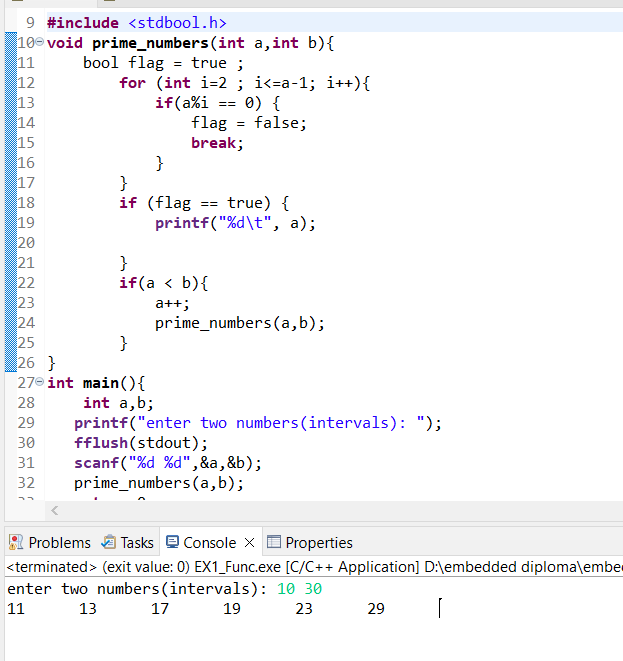 9 #include <stdbool.h>
10 void prime_numbers(int a,int b){
11     bool flag = true ;
12         for (int i=2 ; i<=a-1; i++){
13             if(a%i == 0) {
14                 flag = false;
15                 break;
16             }
17         }
18         if (flag == true) {
19             printf("%d\t", a);
20
21         }
22         if(a < b){
23             a++;
24             prime_numbers(a,b);
25         }
26 }
27 int main(){
28     int a,b;
29    printf("enter two numbers(intervals): ");
30    fflush(stdout);
31    scanf("%d %d",&a,&b);
32    prime_numbers(a,b);
Problems Tasks Console Properties
<terminated> (exit value: 0) EX1_Func.exe [C/C++ Application] D:\embedded diploma\embe
enter two numbers(intervals): 10 30
11 13 17 19 23 29